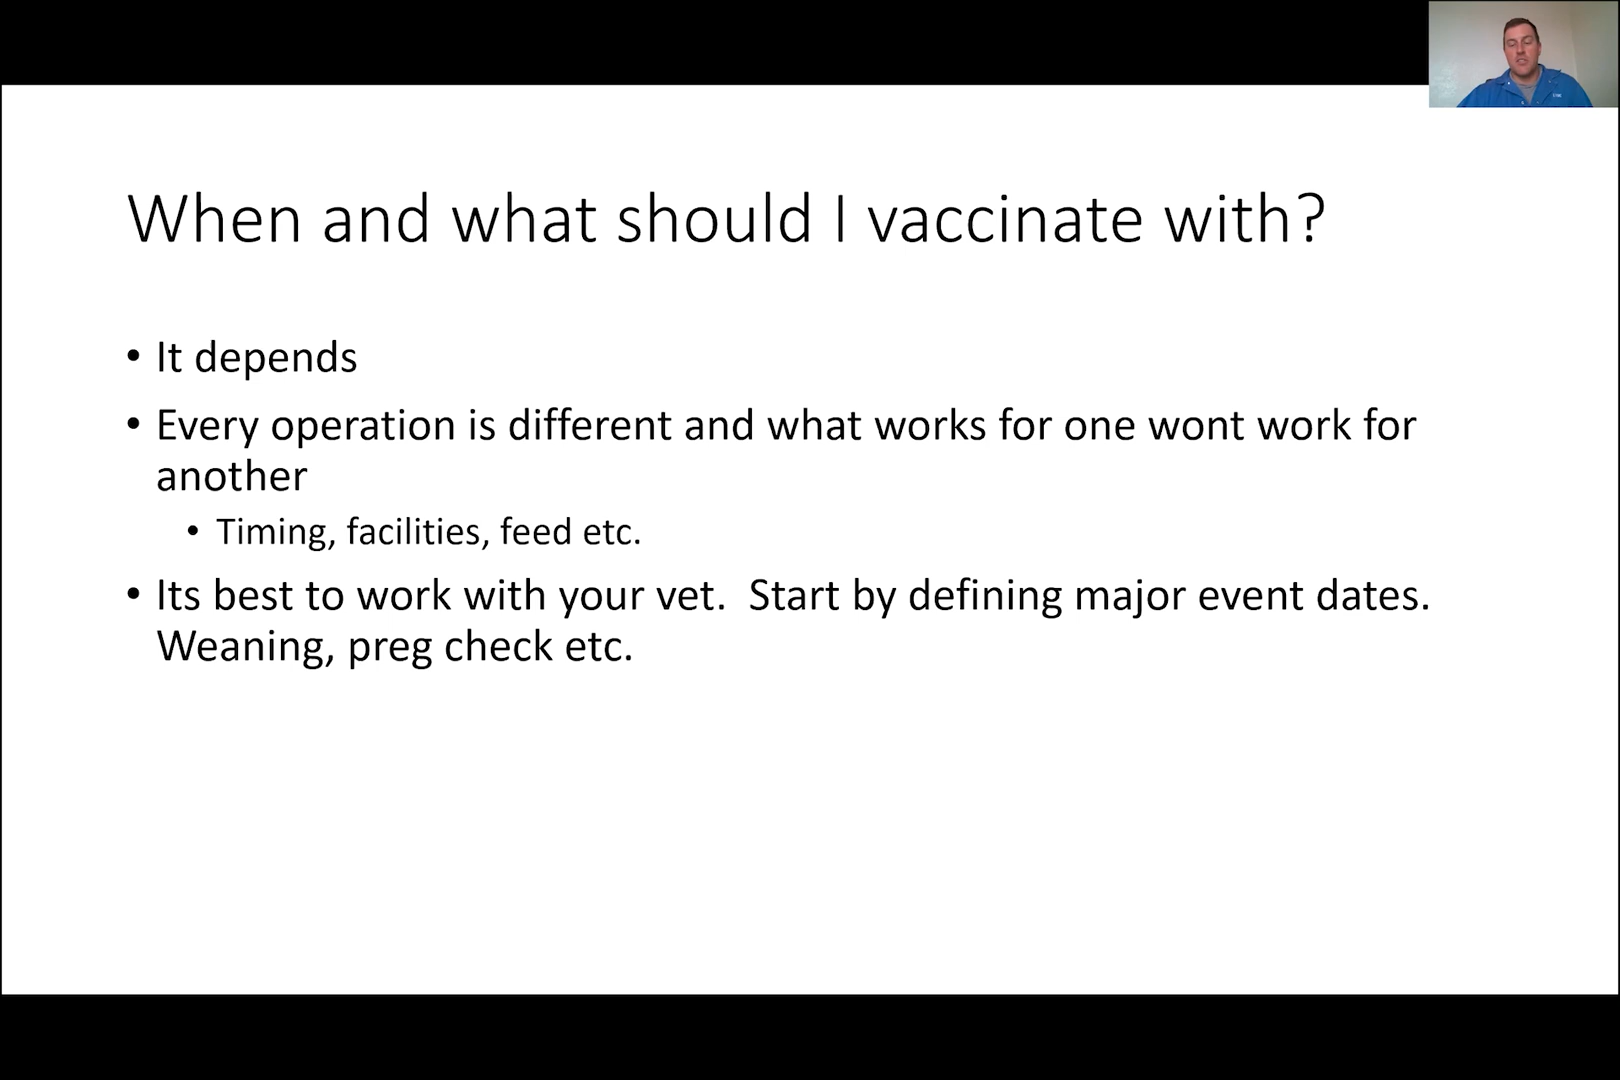 When and what should I vaccinate with?
• It depends
• Every operation is different and what works for one wont work for
another
• Timing, facilities, feed etc.
• Its best to work with your vet.  Start by defining major event dates.
Weaning, preg check etc.